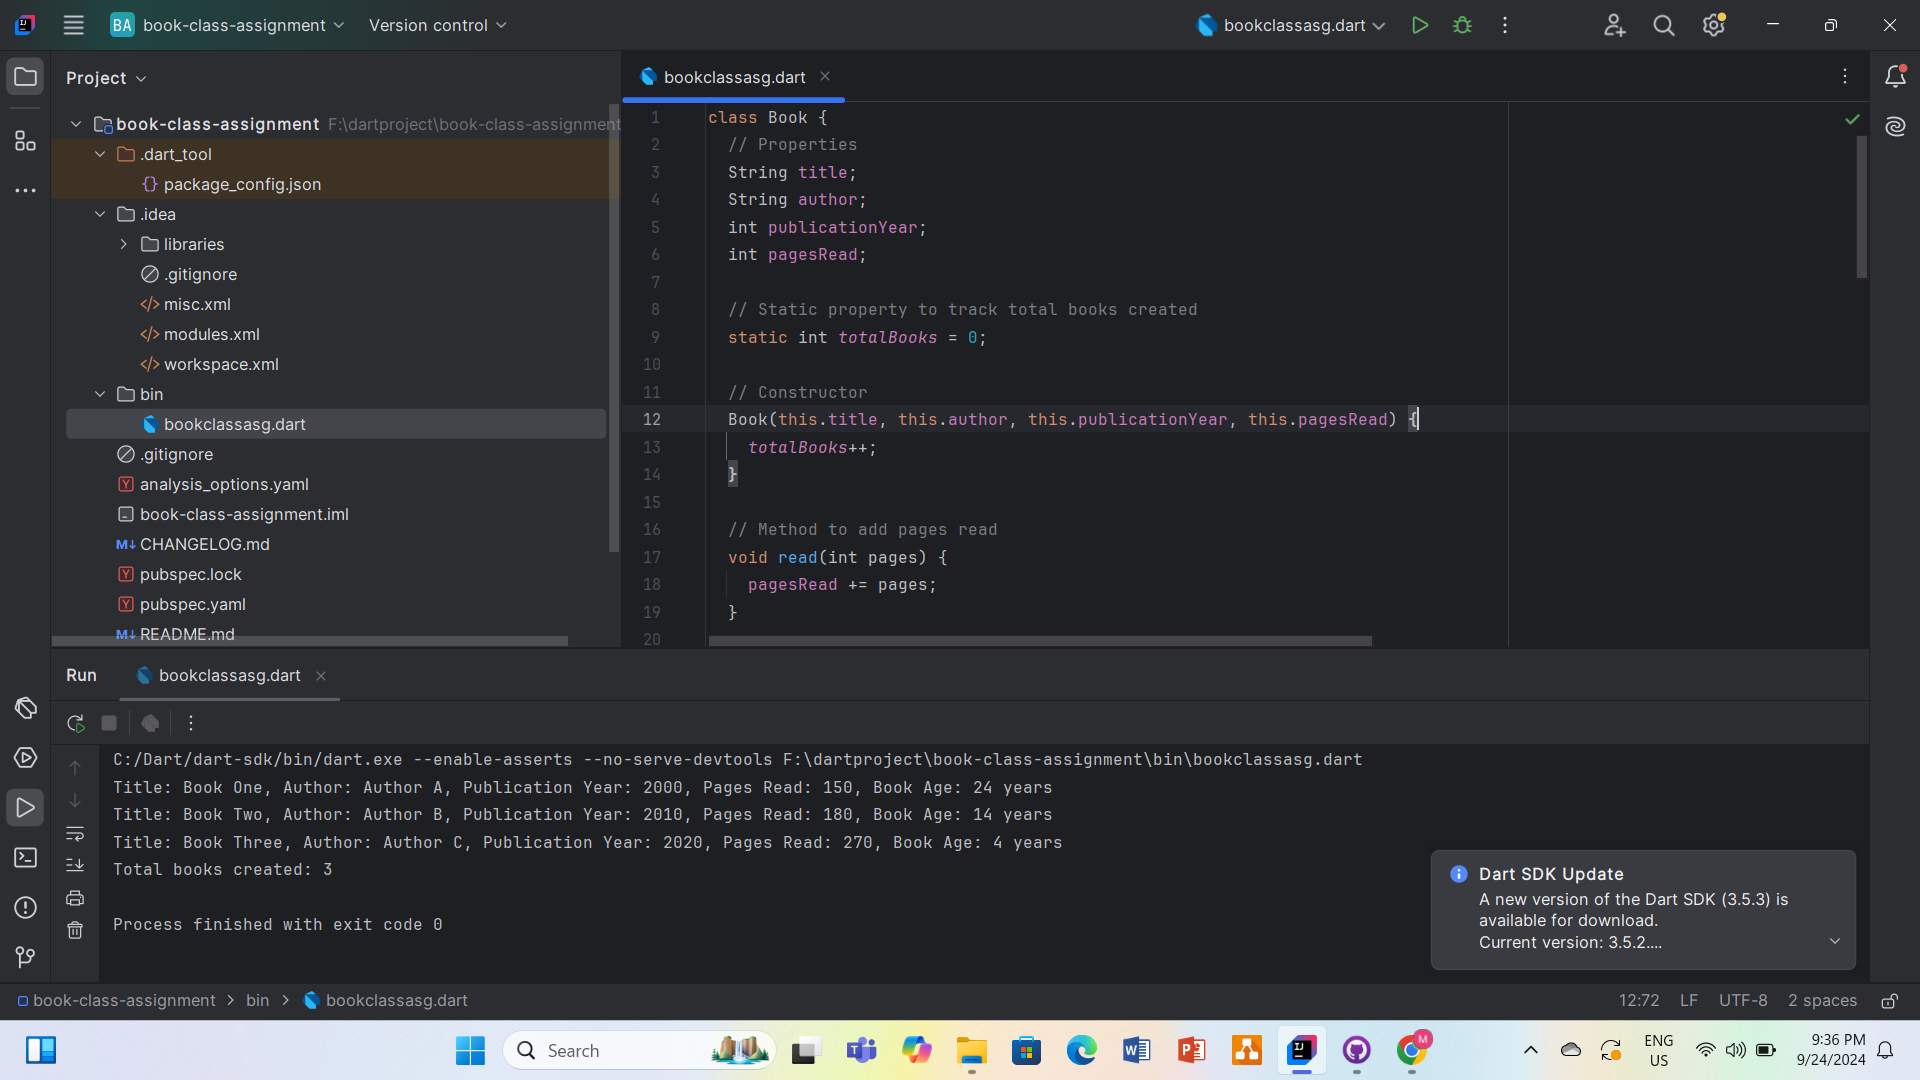 BA book-class-assignment Version control bookclassasg.dart
Project
bookclassasg.dart
book-class-assignment F:\dartproject\book-class-assignment
.dart_tool
package_config.json
.idea
libraries
.gitignore
misc.xml
modules.xml
workspace.xml
bin
bookclassasg.dart
.gitignore
analysis_options.yaml
book-class-assignment.iml
CHANGELOG.md
pubspec.lock
pubspec.yaml
README.md
1 class Book {
2 // Properties
3 String title;
4 String author;
5 int publicationYear;
6 int pagesRead;
7
8 // Static property to track total books created
9 static int totalBooks = 0;
10
11 // Constructor
12 Book(this.title, this.author, this.publicationYear, this.pagesRead) {
13 totalBooks++;
14 }
15
16 // Method to add pages read
17 void read(int pages) {
18 pagesRead += pages;
19 }
20
Run bookclassasg.dart
C:/Dart/dart-sdk/bin/dart.exe --enable-asserts --no-serve-devtools F:\dartproject\book-class-assignment\bin\bookclassasg.dart
Title: Book One, Author: Author A, Publication Year: 2000, Pages Read: 150, Book Age: 24 years
Title: Book Two, Author: Author B, Publication Year: 2010, Pages Read: 180, Book Age: 14 years
Title: Book Three, Author: Author C, Publication Year: 2020, Pages Read: 270, Book Age: 4 years
Total books created: 3
Process finished with exit code 0
Dart SDK Update
A new version of the Dart SDK (3.5.3) is
available for download.
Current version: 3.5.2....
book-class-assignment > bin > bookclassasg.dart
12:72 LF UTF-8 2 spaces
Search
ENG
US
9:36 PM
9/24/2024